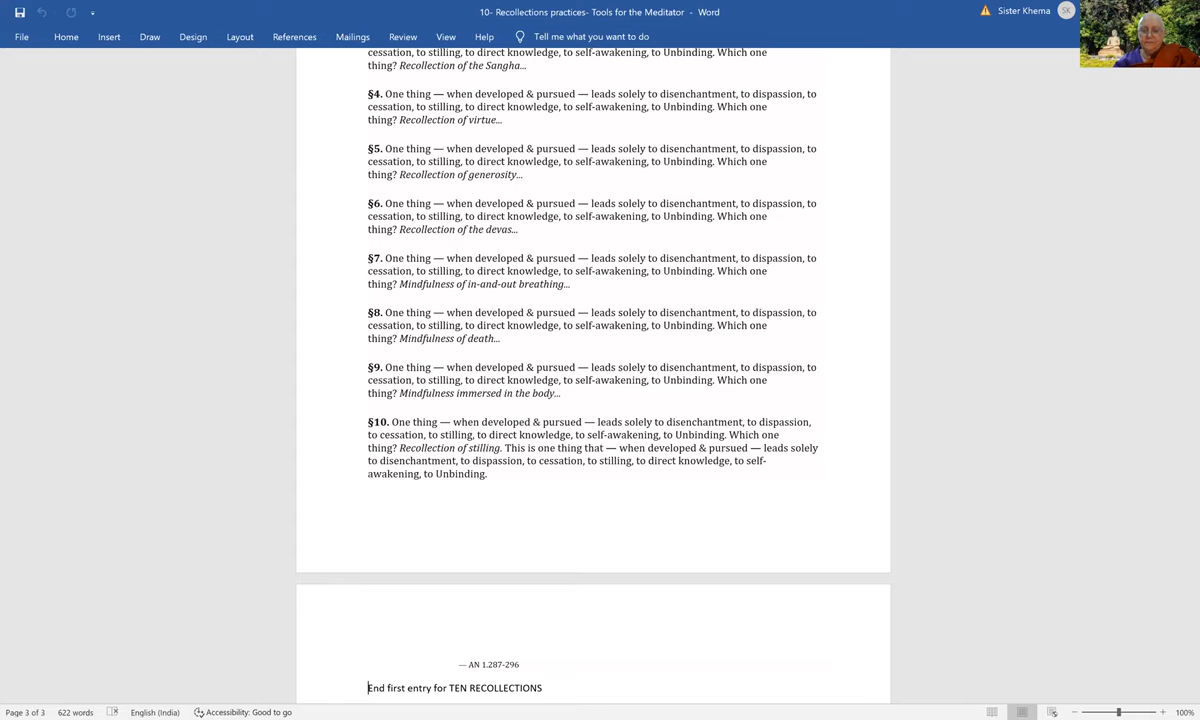 10- Recollections practices- Tools for the Meditator - Word
Sister Khema
SK
File Home Insert Draw Design Layout References Mailings Review View Help Tell me what you want to do
cessation, to stilling, to direct knowledge, to self-awakening, to Unbinding. Which one
thing? Recollection of the Sangha...
§4. One thing — when developed & pursued — leads solely to disenchantment, to dispassion, to
cessation, to stilling, to direct knowledge, to self-awakening, to Unbinding. Which one
thing? Recollection of virtue...
§5. One thing — when developed & pursued — leads solely to disenchantment, to dispassion, to
cessation, to stilling, to direct knowledge, to self-awakening, to Unbinding. Which one
thing? Recollection of generosity...
§6. One thing — when developed & pursued — leads solely to disenchantment, to dispassion, to
cessation, to stilling, to direct knowledge, to self-awakening, to Unbinding. Which one
thing? Recollection of the devas...
§7. One thing — when developed & pursued — leads solely to disenchantment, to dispassion, to
cessation, to stilling, to direct knowledge, to self-awakening, to Unbinding. Which one
thing? Mindfulness of in-and-out breathing...
§8. One thing — when developed & pursued — leads solely to disenchantment, to dispassion, to
cessation, to stilling, to direct knowledge, to self-awakening, to Unbinding. Which one
thing? Mindfulness of death...
§9. One thing — when developed & pursued — leads solely to disenchantment, to dispassion, to
cessation, to stilling, to direct knowledge, to self-awakening, to Unbinding. Which one
thing? Mindfulness immersed in the body...
§10. One thing — when developed & pursued — leads solely to disenchantment, to dispassion,
to cessation, to stilling, to direct knowledge, to self-awakening, to Unbinding. Which one
thing? Recollection of stilling. This is one thing that — when developed & pursued — leads solely
to disenchantment, to dispassion, to cessation, to stilling, to direct knowledge, to self-
awakening, to Unbinding.
— AN 1.287-296
End first entry for TEN RECOLLECTIONS
Page 3 of 3 622 words English (India) Accessibility: Good to go 100%